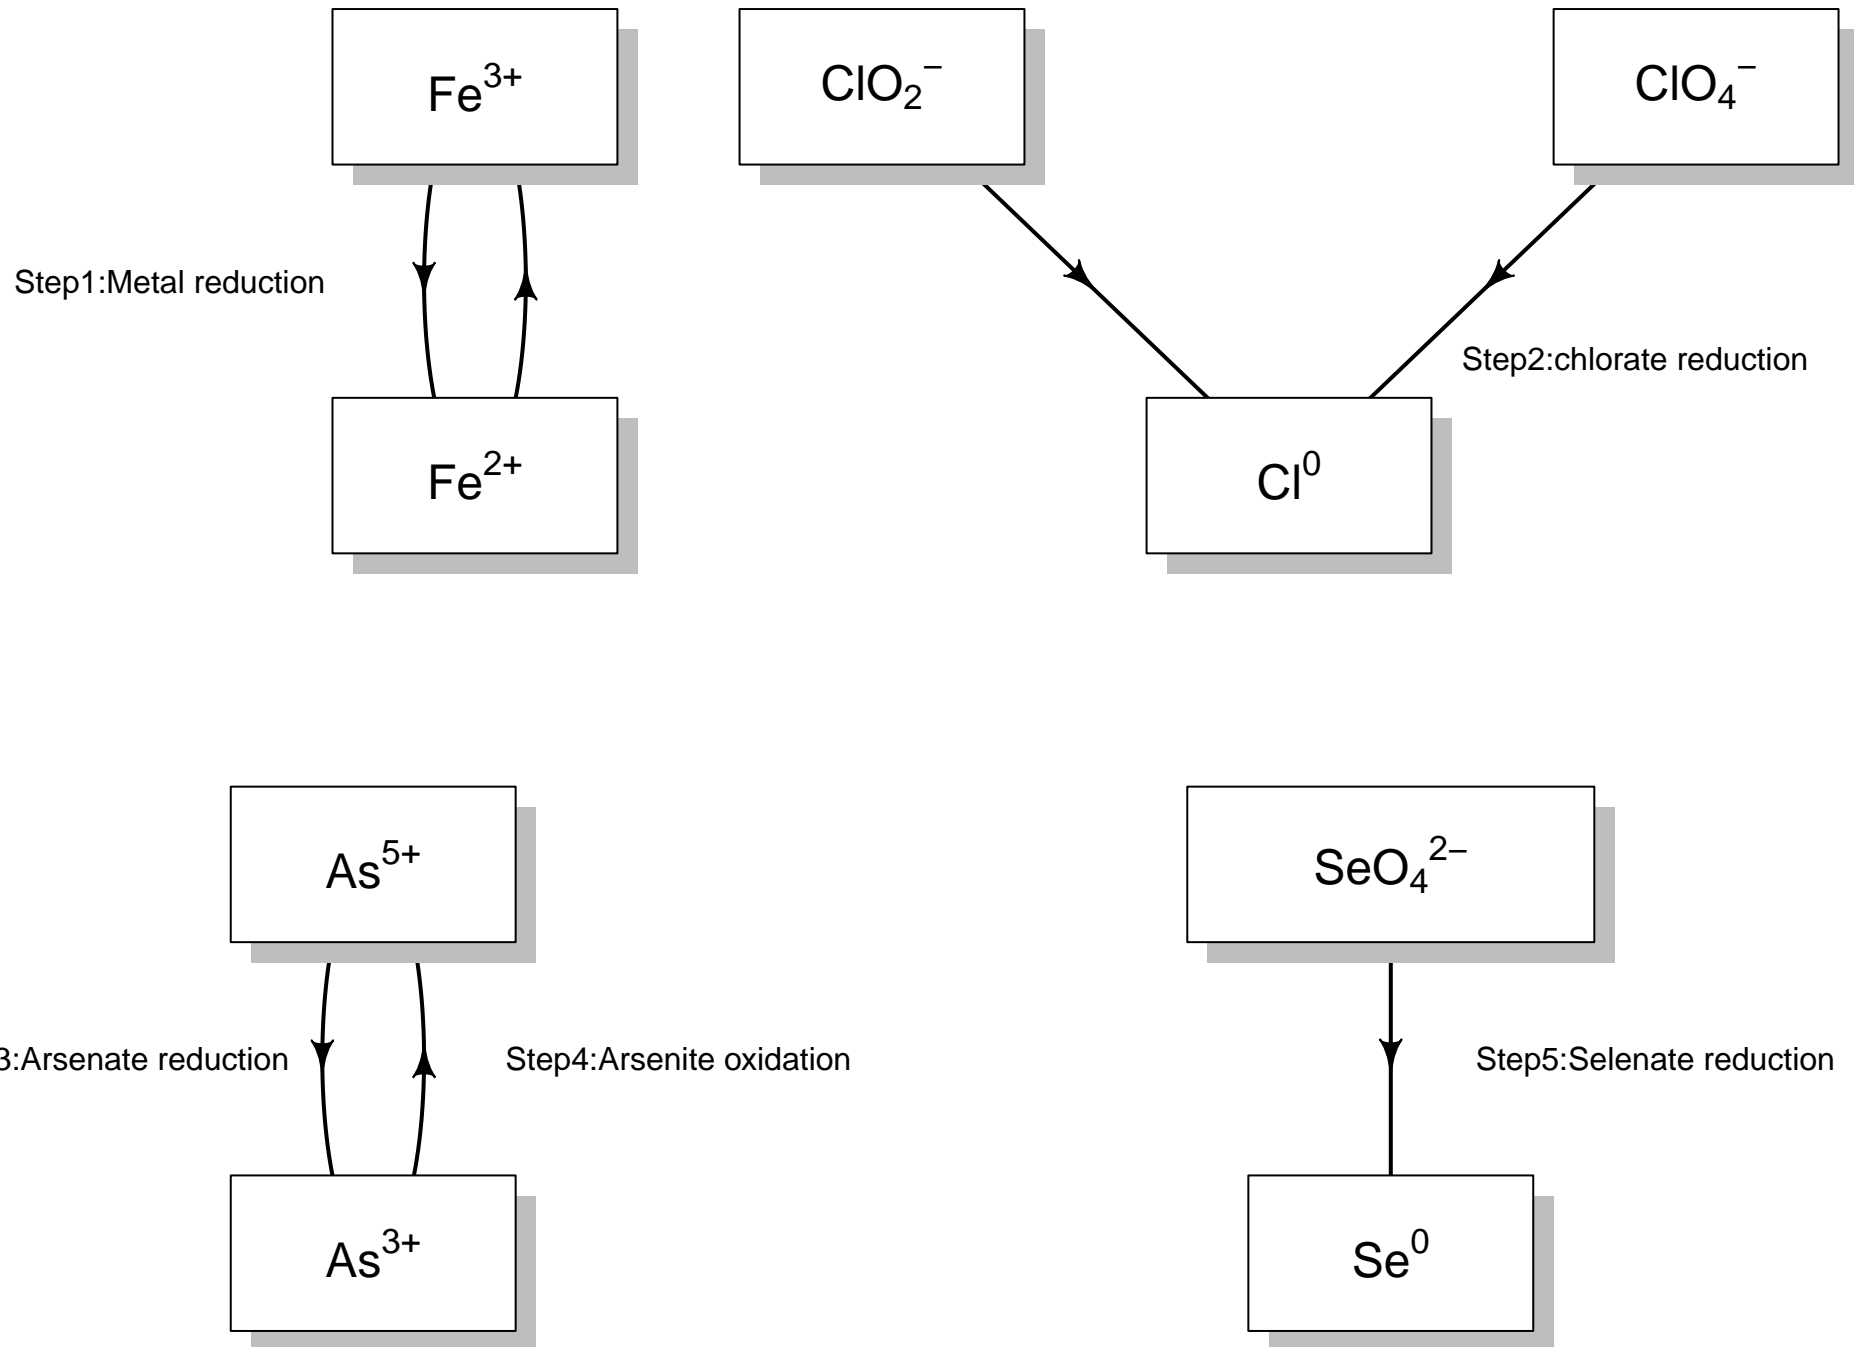 Fe³⁺
ClO₂⁻
ClO₄⁻
Step1:Metal reduction
Step2:chlorate reduction
Fe²⁺
Cl⁰
As⁵⁺
SeO₄²⁻
3:Arsenate reduction
Step4:Arsenite oxidation
Step5:Selenate reduction
As³⁺
Se⁰